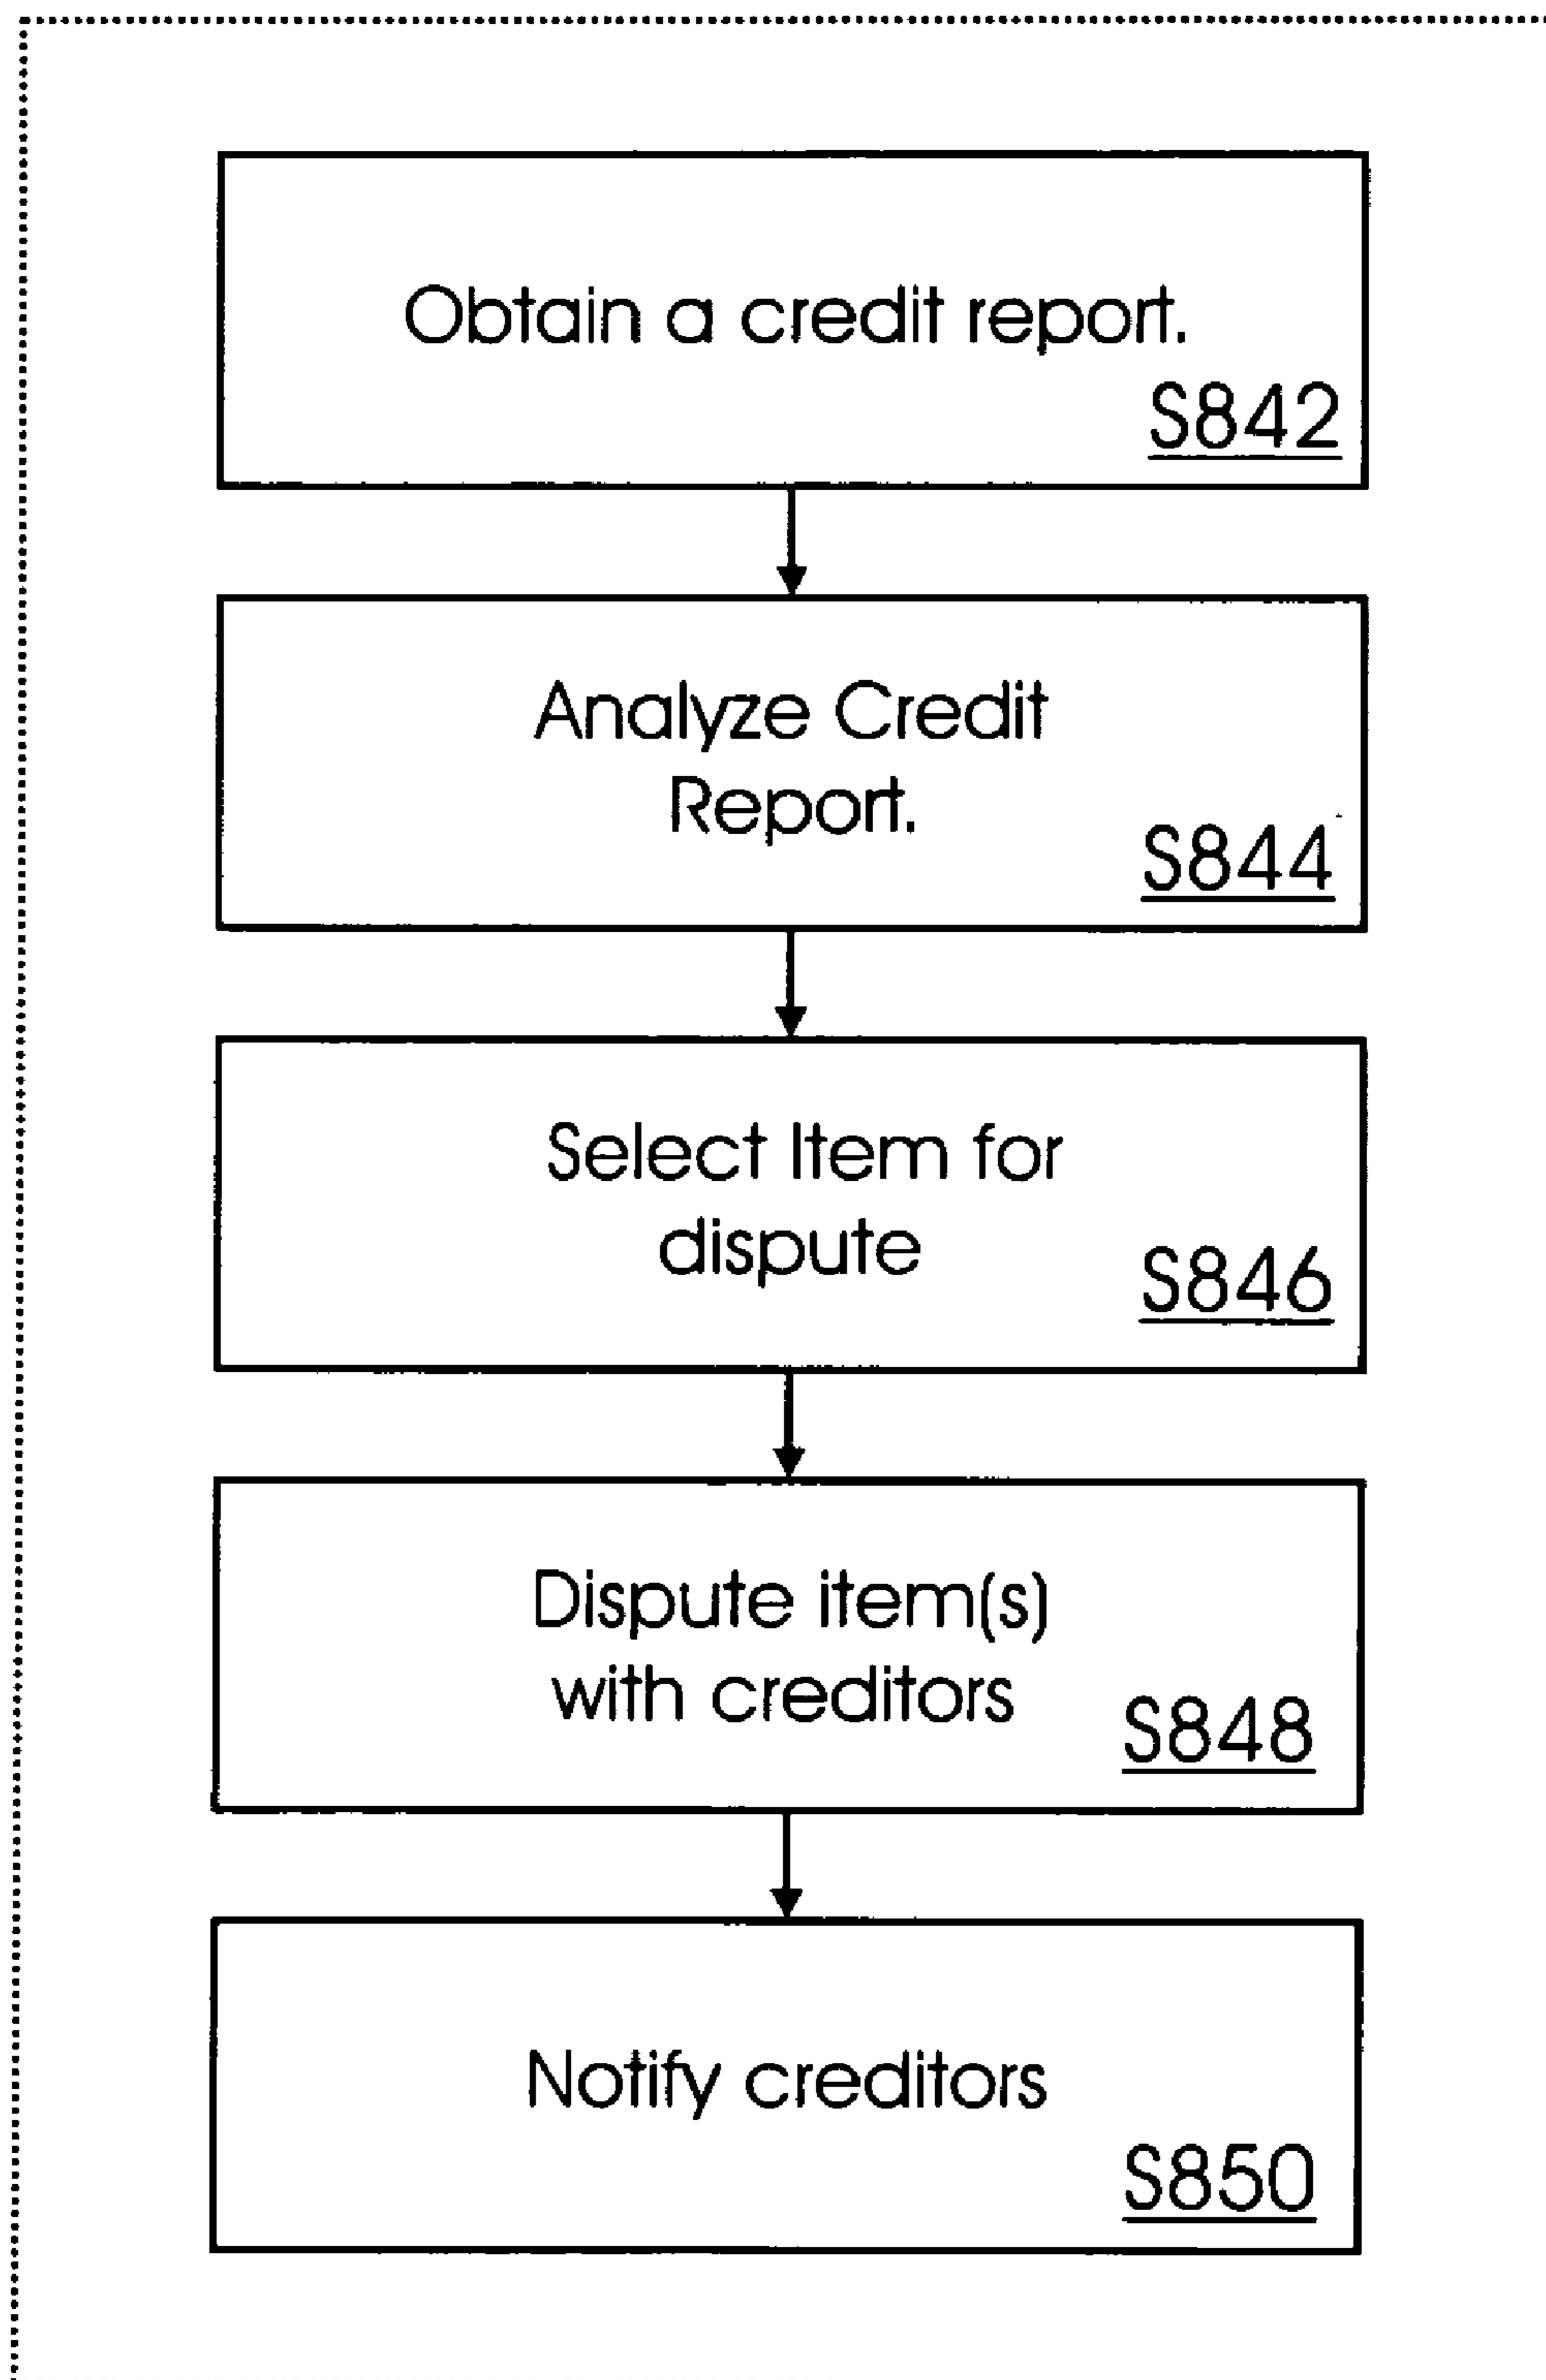 Obtain a credit report.
S842
Analyze Credit
Report.
S844
Select Item for
dispute
S846
Dispute item(s)
with creditors
S848
Notify creditors
S850